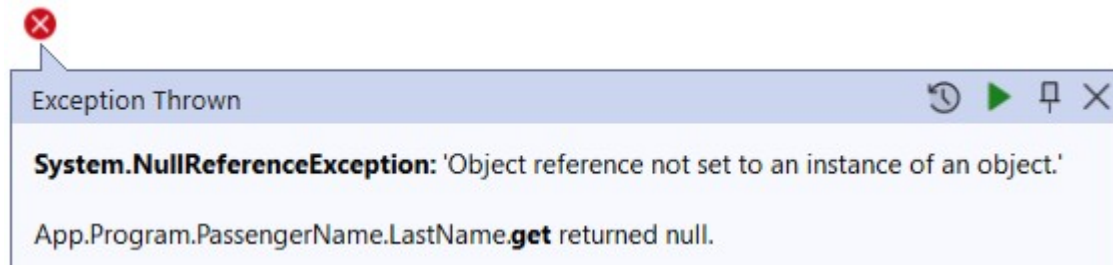 Exception Thrown
System.NullReferenceException: 'Object reference not set to an instance of an object.'
App.Program.PassengerName.LastName.get returned null.